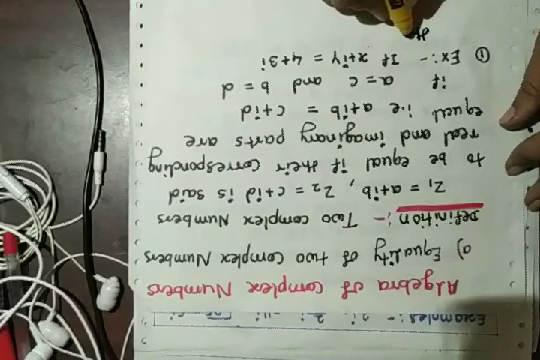 Examples :-
Algebra of Complex Numbers
a) Equality of two Complex Numbers
Definition :- Two complex Numbers
z₁ = a+ib, z₂ = c+id is said
to be equal if their corresponding
real and imaginary parts are
equal i.e a+ib = c+id
if a=c and b=d
① Ex:- If x+iy = 4+3i